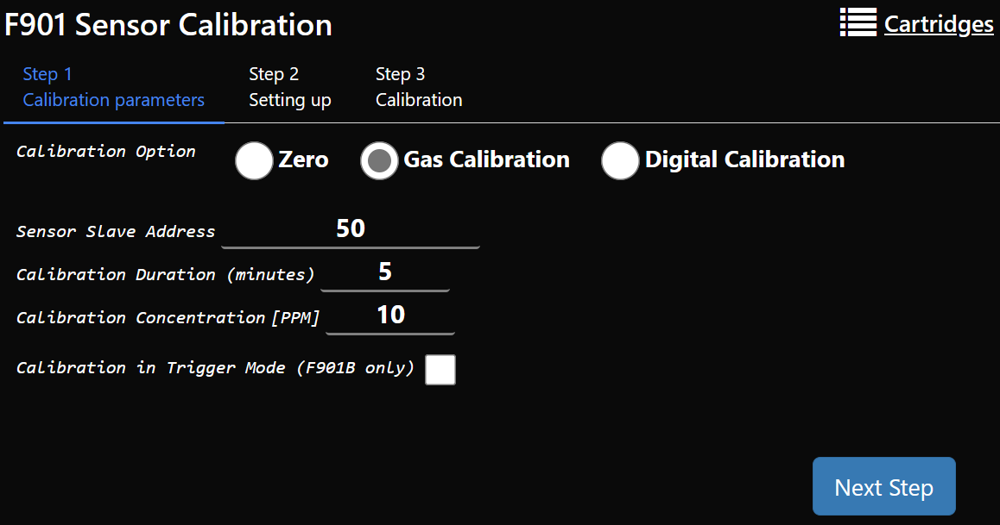 F901 Sensor Calibration
Cartridges
Step 1
Calibration parameters
Step 2
Setting up
Step 3
Calibration
Calibration Option
Zero
Gas Calibration
Digital Calibration
Sensor Slave Address 50
Calibration Duration (minutes) 5
Calibration Concentration [PPM] 10
Calibration in Trigger Mode (F901B only)
Next Step